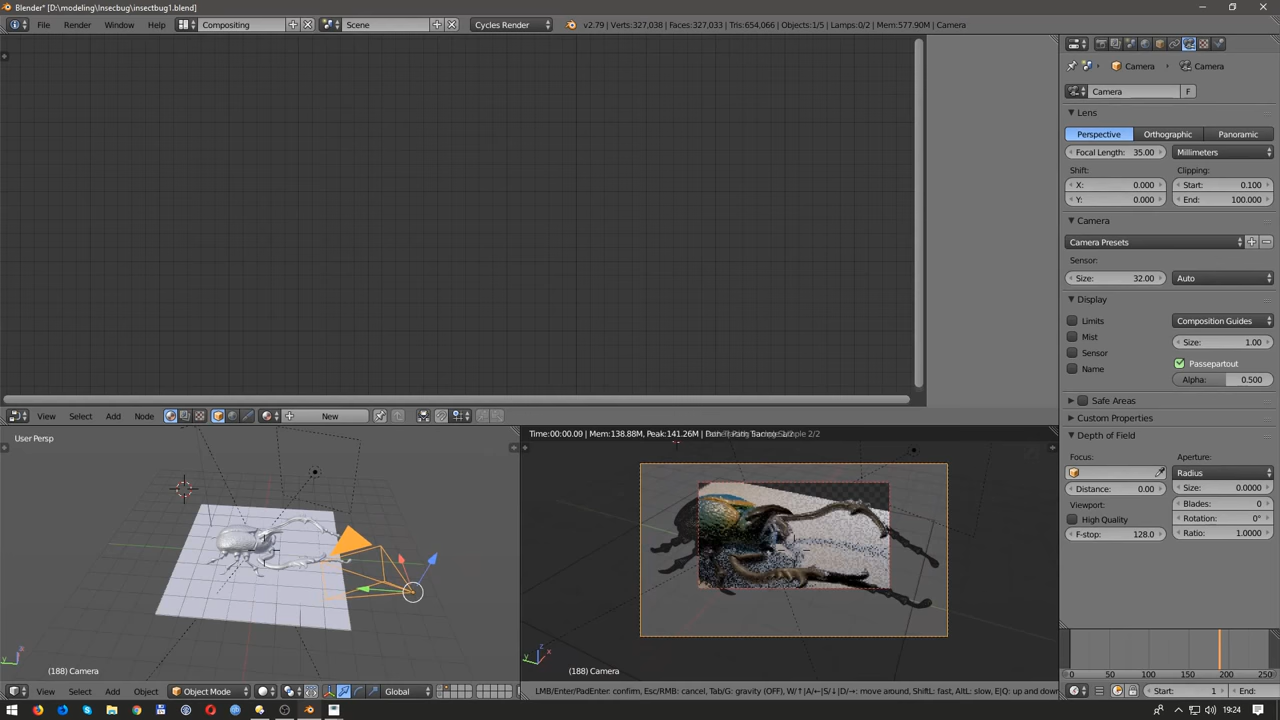 Blender* [D:\modeling\Insecbug\insectbug1.blend]
File Render Window Help Compositing Scene Cycles Render v2.79 | Verts:327,038 | Faces:327,033 | Tris:654,066 | Objects:1/5 | Lamps:0/2 | Mem:577.90M | Camera
Camera Camera
Camera F
Lens
Perspective Orthographic Panoramic
Focal Length: 35.00 Millimeters
Shift: Clipping:
X: 0.000 Start: 0.100
Y: 0.000 End: 100.000
Camera
Camera Presets
Sensor:
Size: 32.00 Auto
Display
Limits Composition Guides
Mist Size: 1.00
Sensor
Name Passepartout
Alpha: 0.500
Safe Areas
Custom Properties
Depth of Field
Focus: Aperture:
Radius
Distance: 0.00 Size: 0.0000
Viewport: Blades: 0
High Quality Rotation: 0°
F-stop: 128.0 Ratio: 1.0000
View Select Add Node New
User Persp
Time:00:00.09 | Mem:138.88M, Peak:141.26M |
(188) Camera
(188) Camera
0 50 100 150 200 250
View Select Add Object Object Mode Global
LMB/Enter/PadEnter: confirm, Esc/RMB: cancel, Tab/G: gravity (OFF), W/↑|A/←|S/↓|D/→: move around, ShiftL: fast, AltL: slow, E|Q: up and down
Start: 1 End:
19:24